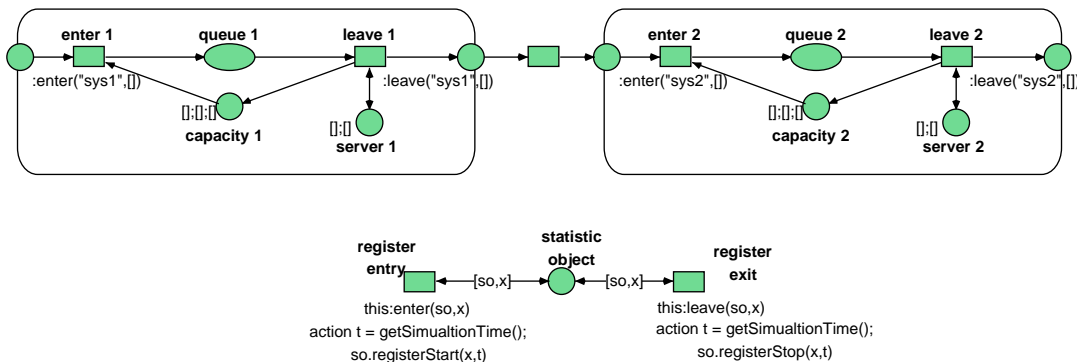 enter 1 queue 1 leave 1 enter 2 queue 2 leave 2
:enter("sys1",[]) :leave("sys1",[]) :enter("sys2",[]) :leave("sys2",[])
[];[];[] [];[];[]
[];[] [];[]
capacity 1 server 1 capacity 2 server 2
register
entry
statistic
object
register
exit
[so,x] [so,x]
this:enter(so,x)
action t = getSimualtionTime();
so.registerStart(x,t)
this:leave(so,x)
action t = getSimualtionTime();
so.registerStop(x,t)